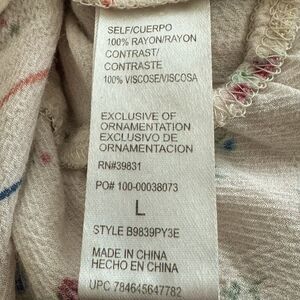 SELF/CUERPO
100% RAYON/RAYON
CONTRAST/
CONTRASTE
100% VISCOSE/VISCOSA
EXCLUSIVE OF
ORNAMENTATION
EXCLUSIVO DE
ORNAMENTACION
RN#39831
PO# 100-00038073
L
STYLE B9839PY3E
MADE IN CHINA
HECHO EN CHINA
UPC 784645647782